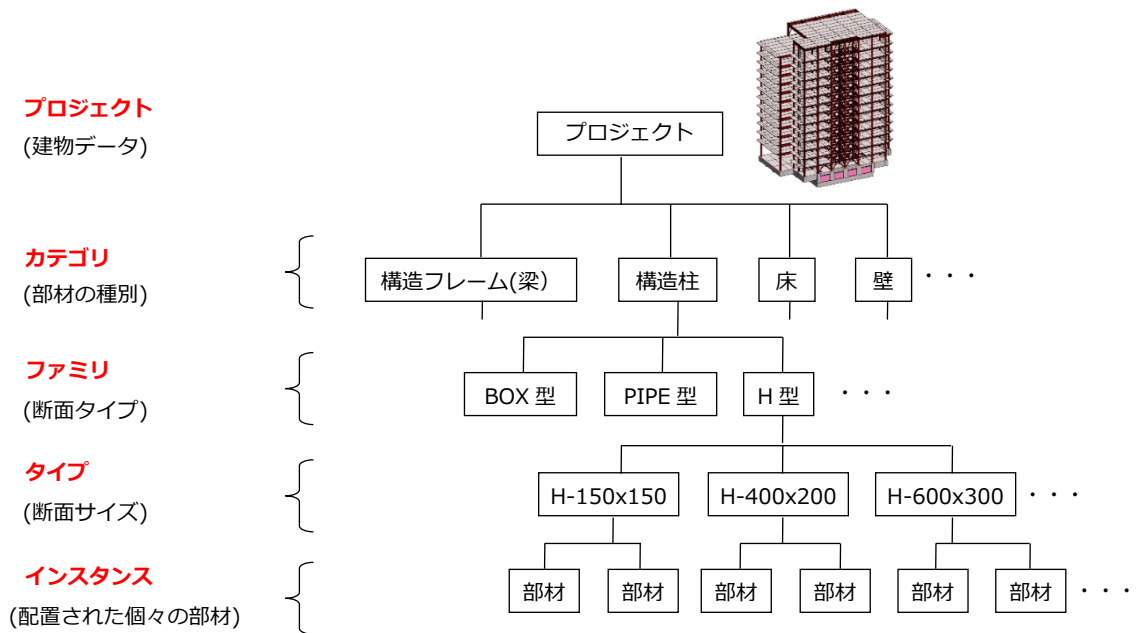 プロジェクト
(建物データ)
プロジェクト
カテゴリ
(部材の種別)
構造フレーム(梁）
構造柱
床
壁
・・・
ファミリ
(断面タイプ)
BOX 型
PIPE 型
H 型
・・・
タイプ
(断面サイズ)
H-150x150
H-400x200
H-600x300
・・・
インスタンス
(配置された個々の部材)
部材
部材
部材
部材
部材
部材
・・・